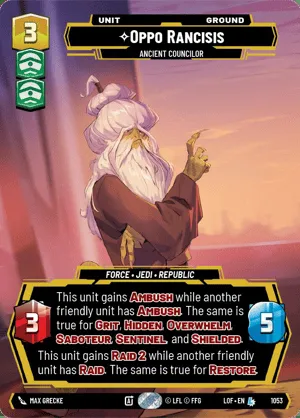 UNIT GROUND
3
✧OPPO RANCISIS
ANCIENT COUNCILOR
FORCE • JEDI • REPUBLIC
This unit gains AMBUSH while another
friendly unit has AMBUSH. The same is
true for GRIT, HIDDEN, OVERWHELM,
SABOTEUR, SENTINEL, and SHIELDED.
3
5
This unit gains RAID 2 while another
friendly unit has RAID. The same is true
for RESTORE.
MAX GRECKE © LFL © FFG LOF • EN 1053